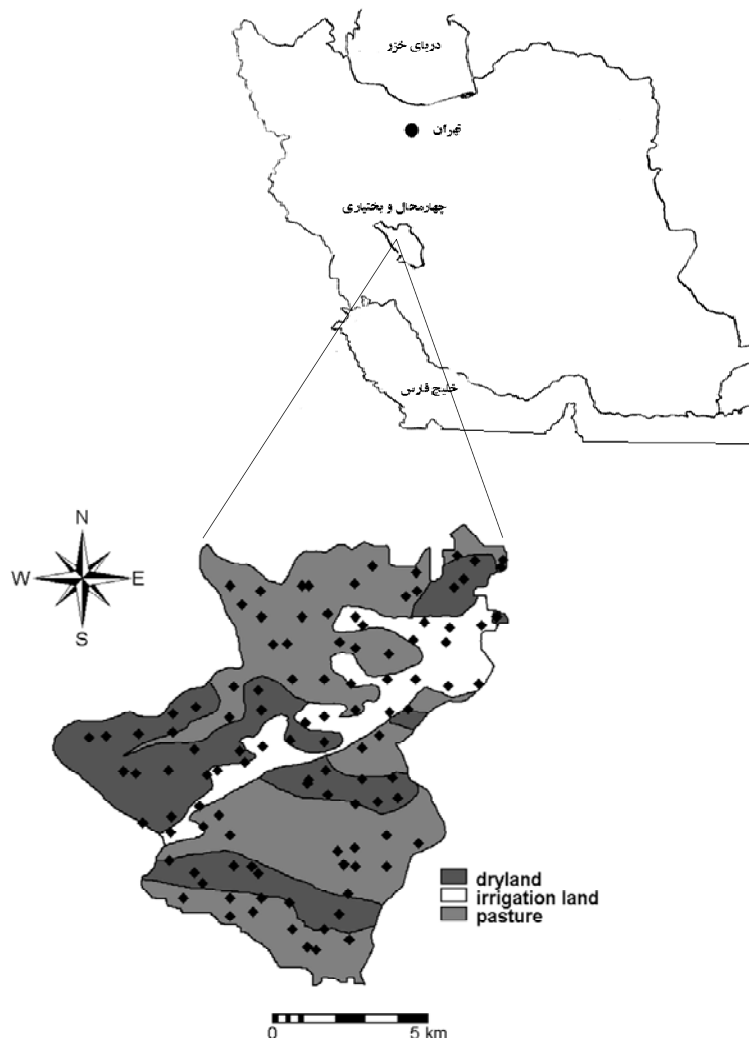 دریای خزر
تهران
چهارمحال و بختیاری
خلیج فارس
N
W
E
S
dryland
irrigation land
pasture
0
5 km